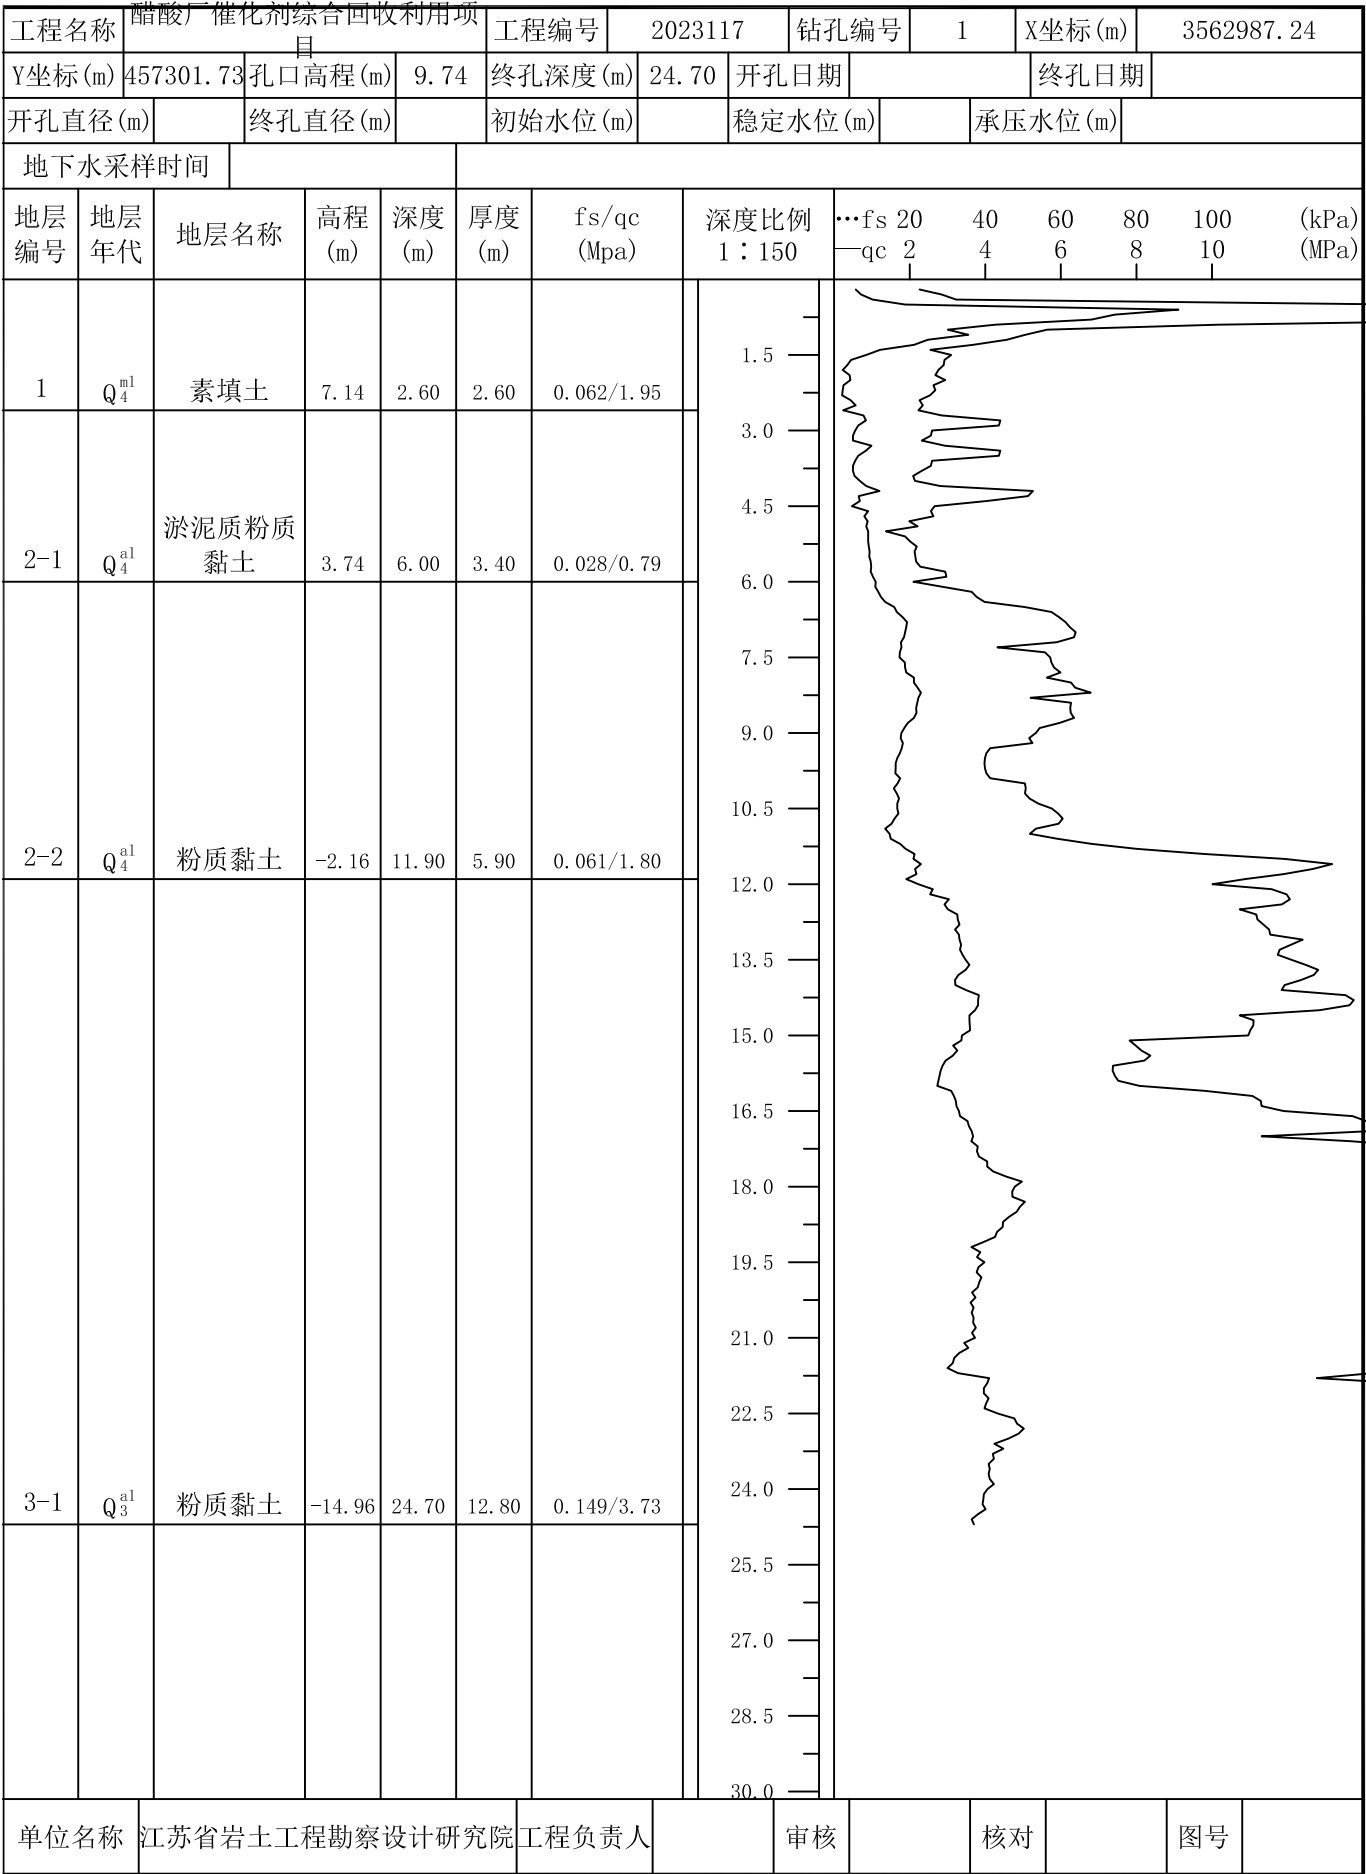 工程名称 醋酸厂催化剂综合回收利用项目 工程编号 2023117 钻孔编号 1 X坐标(m) 3562987.24
Y坐标(m) 457301.73 孔口高程(m) 9.74 终孔深度(m) 24.70 开孔日期 终孔日期
开孔直径(m) 终孔直径(m) 初始水位(m) 稳定水位(m) 承压水位(m)
地下水采样时间
地层编号 地层年代 地层名称 高程(m) 深度(m) 厚度(m) fs/qc(Mpa) 深度比例 1：150
···fs 20 40 60 80 100 (kPa)
—qc 2 4 6 8 10 (MPa)
1.5
1 Q4ml 素填土 7.14 2.60 2.60 0.062/1.95
3.0
4.5
淤泥质粉质
2-1 Q4al 黏土 3.74 6.00 3.40 0.028/0.79
6.0
7.5
9.0
10.5
2-2 Q4al 粉质黏土 -2.16 11.90 5.90 0.061/1.80
12.0
13.5
15.0
16.5
18.0
19.5
21.0
22.5
24.0
3-1 Q3al 粉质黏土 -14.96 24.70 12.80 0.149/3.73
25.5
27.0
28.5
30.0
单位名称 江苏省岩土工程勘察设计研究院 工程负责人 审核 核对 图号